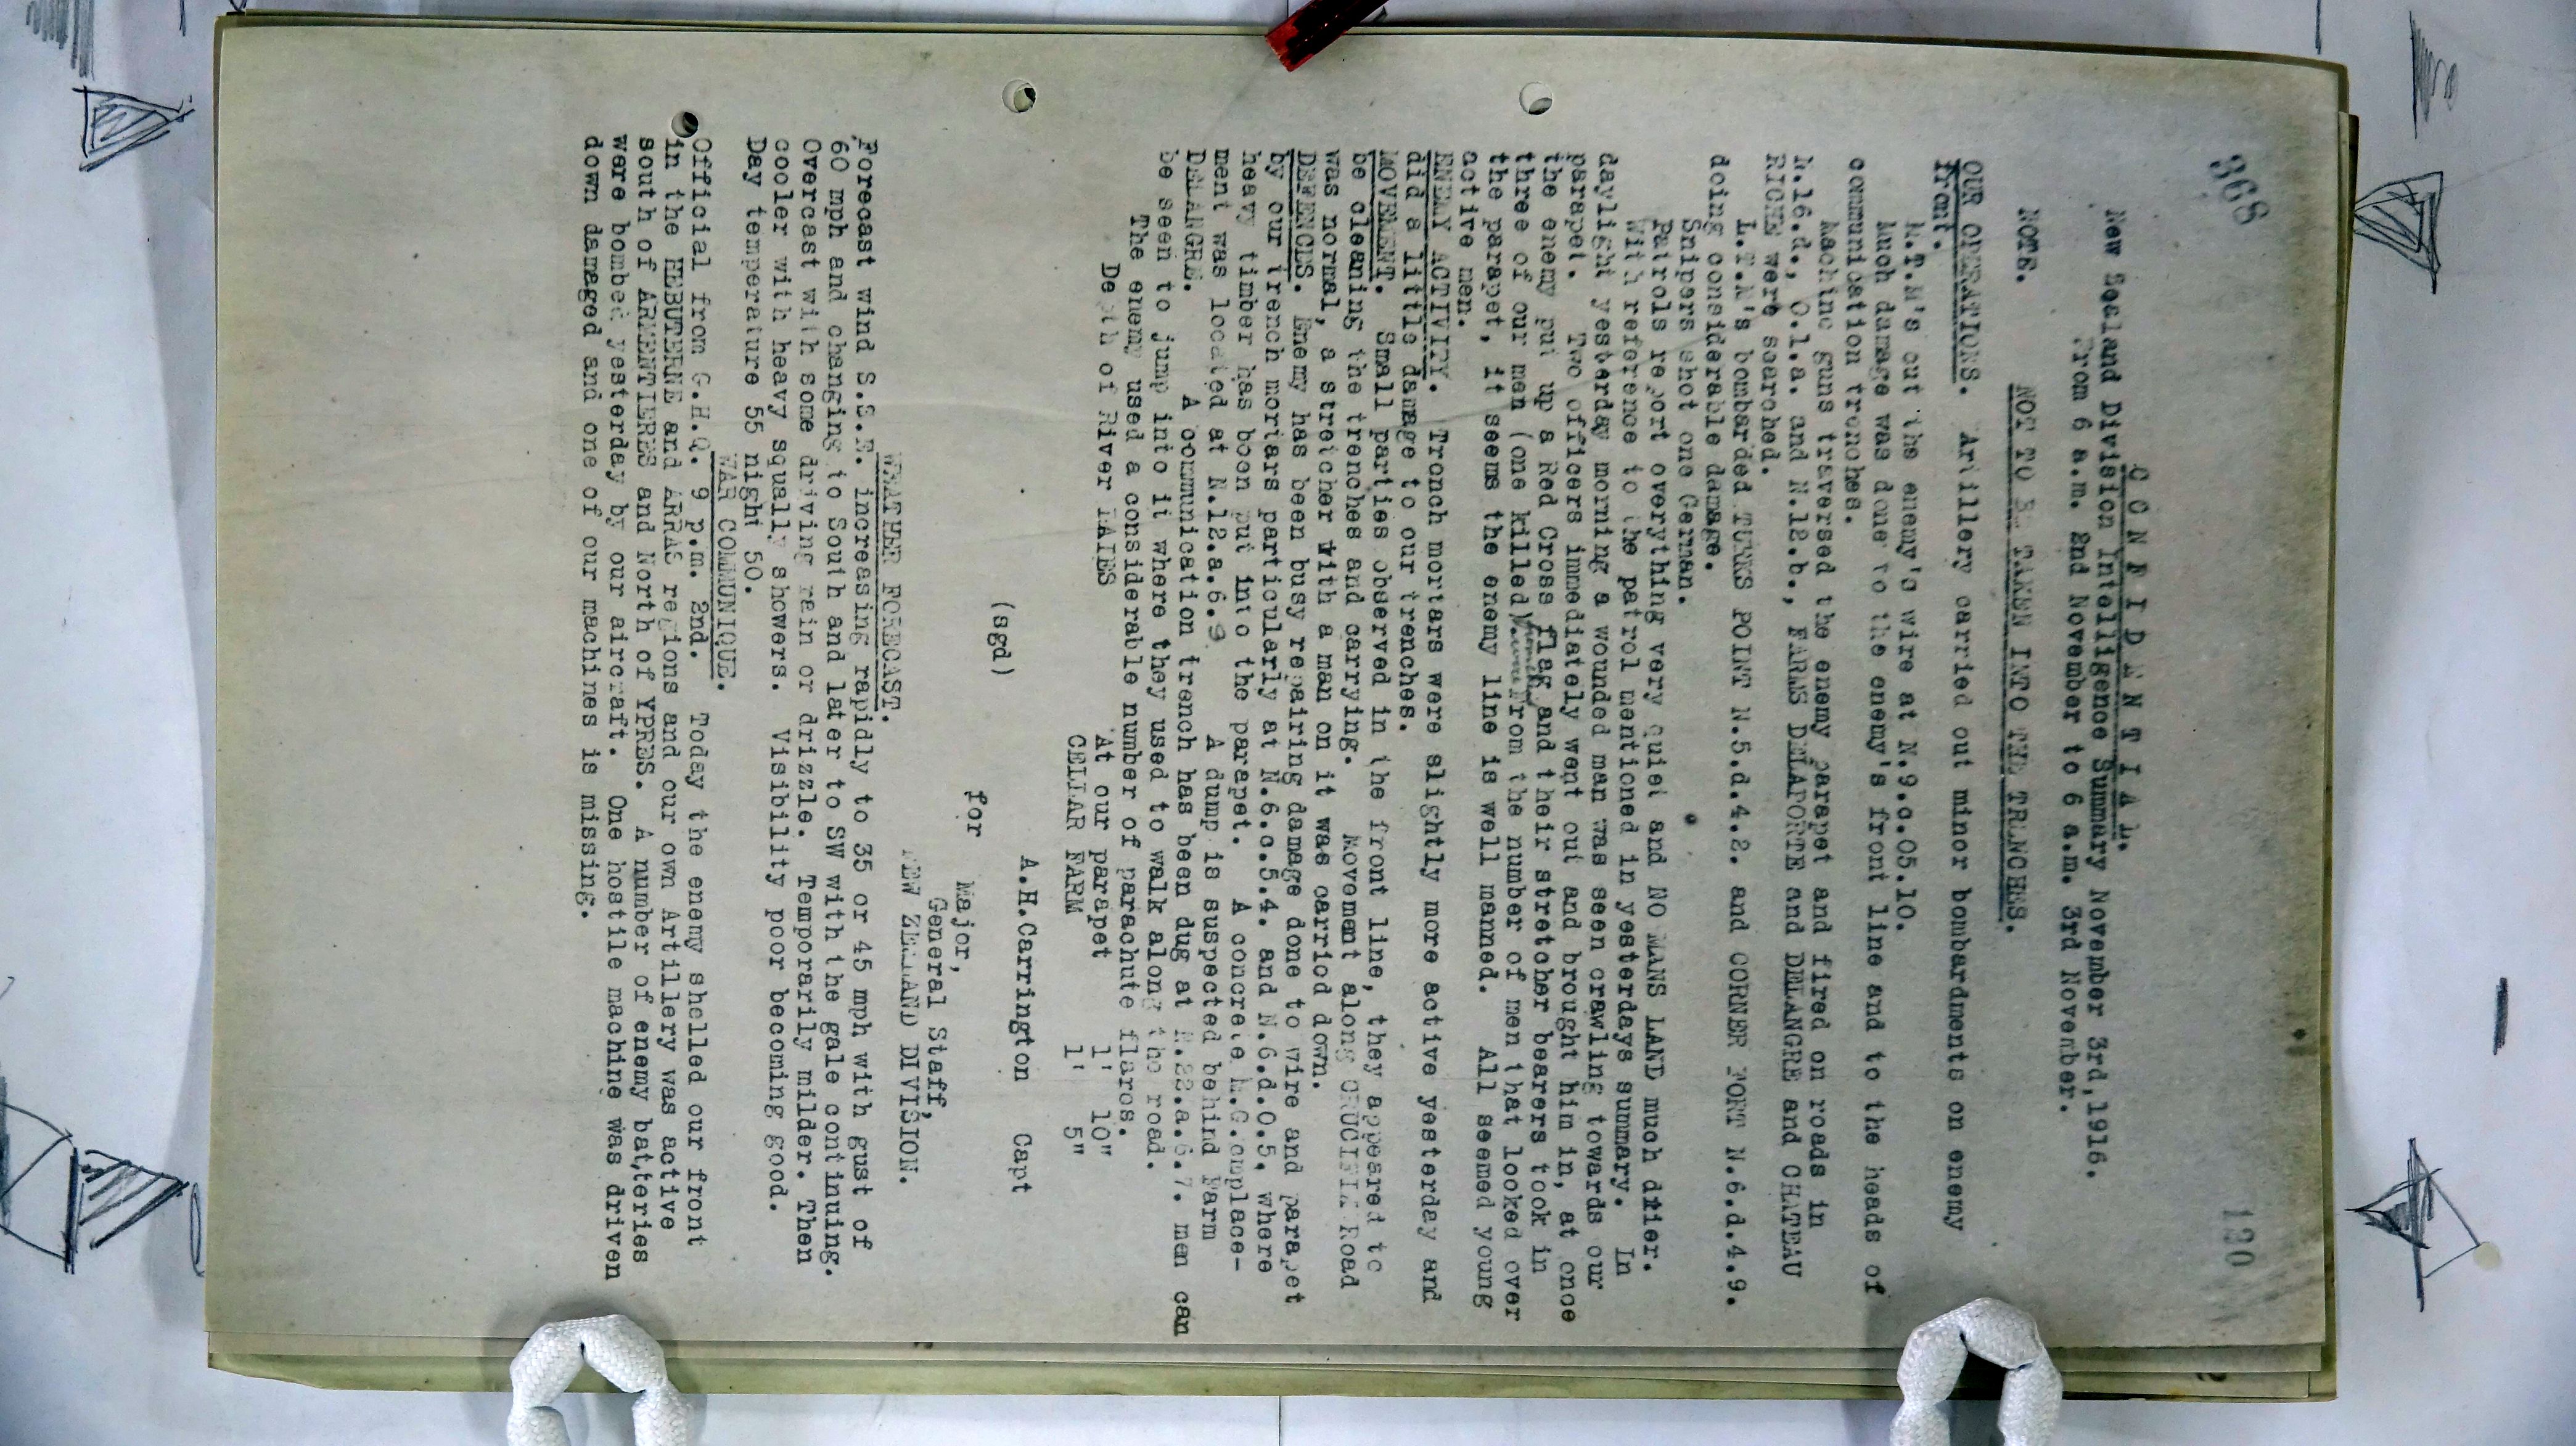 368
120
C O N F I D E N T I A L.
New Zealand Division Intelligence Summary November 3rd,1916.
From 6 a.m. 2nd November to 6 a.m. 3rd November.
NOTE. NOT TO BE TAKEN INTO THE TRENCHES.
OUR OPERATIONS. Artillery carried out minor bombardments on enemy
front.
M.T.M's cut the enemy's wire at N.9.c.05.10.
Much damage was done to the enemy's front line and to the heads of
communication trenches.
Machine guns traversed the enemy parapet and fired on roads in
N.16.d., O.1.a. and N.12.b., FARMS DELAPORTE and DELANGRE and CHATEAU
RICHE were searched.
L.T.M's bombarded TURKS POINT N.5.d.4.2. and CORNER FORT N.6.d.4.9.
doing considerable damage.
Snipers shot one German.
Patrols report everything very quiet and NO MANS LAND much drier.
With reference to the patrol mentioned in yesterdays summary. In
daylight yesterday morning a wounded man was seen crawling towards our
parapet. Two officers immediately went out and brought him in, at once
the enemy put up a Red Cross flag and their stretcher bearers took in
three of our men (one killed) From the number of men that looked over
the parapet, it seems the enemy line is well manned. All seemed young
active men.
ENEMY ACTIVITY. Trench mortars were slightly more active yesterday and
did a little damage to our trenches.
MOVEMENT. Small parties observed in the front line, they appeared to
be cleaning the trenches and carrying. Movement along CRUCIFIX Road
was normal, a stretcher with a man on it was carried down.
DEFENCES. Enemy has been busy repairing damage done to wire and parapet
by our trench mortars particularly at N.6.c.5.4. and N.6.d.0.5, where
heavy timber has been put into the parapet. A concrete M.G.emplace-
ment was located at N.12.a.6.9 A dump is suspected behind Farm
DELANGRE. A communication trench has been dug at N.22.a.6.7. men can
be seen to jump into it where they used to walk along the road.
The enemy used a considerable number of parachute flares.
Depth of River LAIES At our parapet 1' 10"
CELLAR FARM 1' 5"
(sgd) A.H.Carrington Capt
for Major,
General Staff,
NEW ZEALAND DIVISION.
WEATHER FORECAST.
Forecast wind S.S.E. increasing rapidly to 35 or 45 mph with gust of
60 mph and changing to South and later to SW with the gale continuing.
Overcast with some driving rain or drizzle. Temporarily milder. Then
cooler with heavy squally showers. Visibility poor becoming good.
Day temperature 55 night 50.
WAR COMMUNIQUE.
Official from G.H.Q. 9 p.m. 2nd. Today the enemy shelled our front
in the HEBUTERNE and ARRAS regions and our own Artillery was active
south of ARMENTIERES and North of YPRES. A number of enemy batteries
were bombed yesterday by our aircraft. One hostile machine was driven
down damaged and one of our machines is missing.